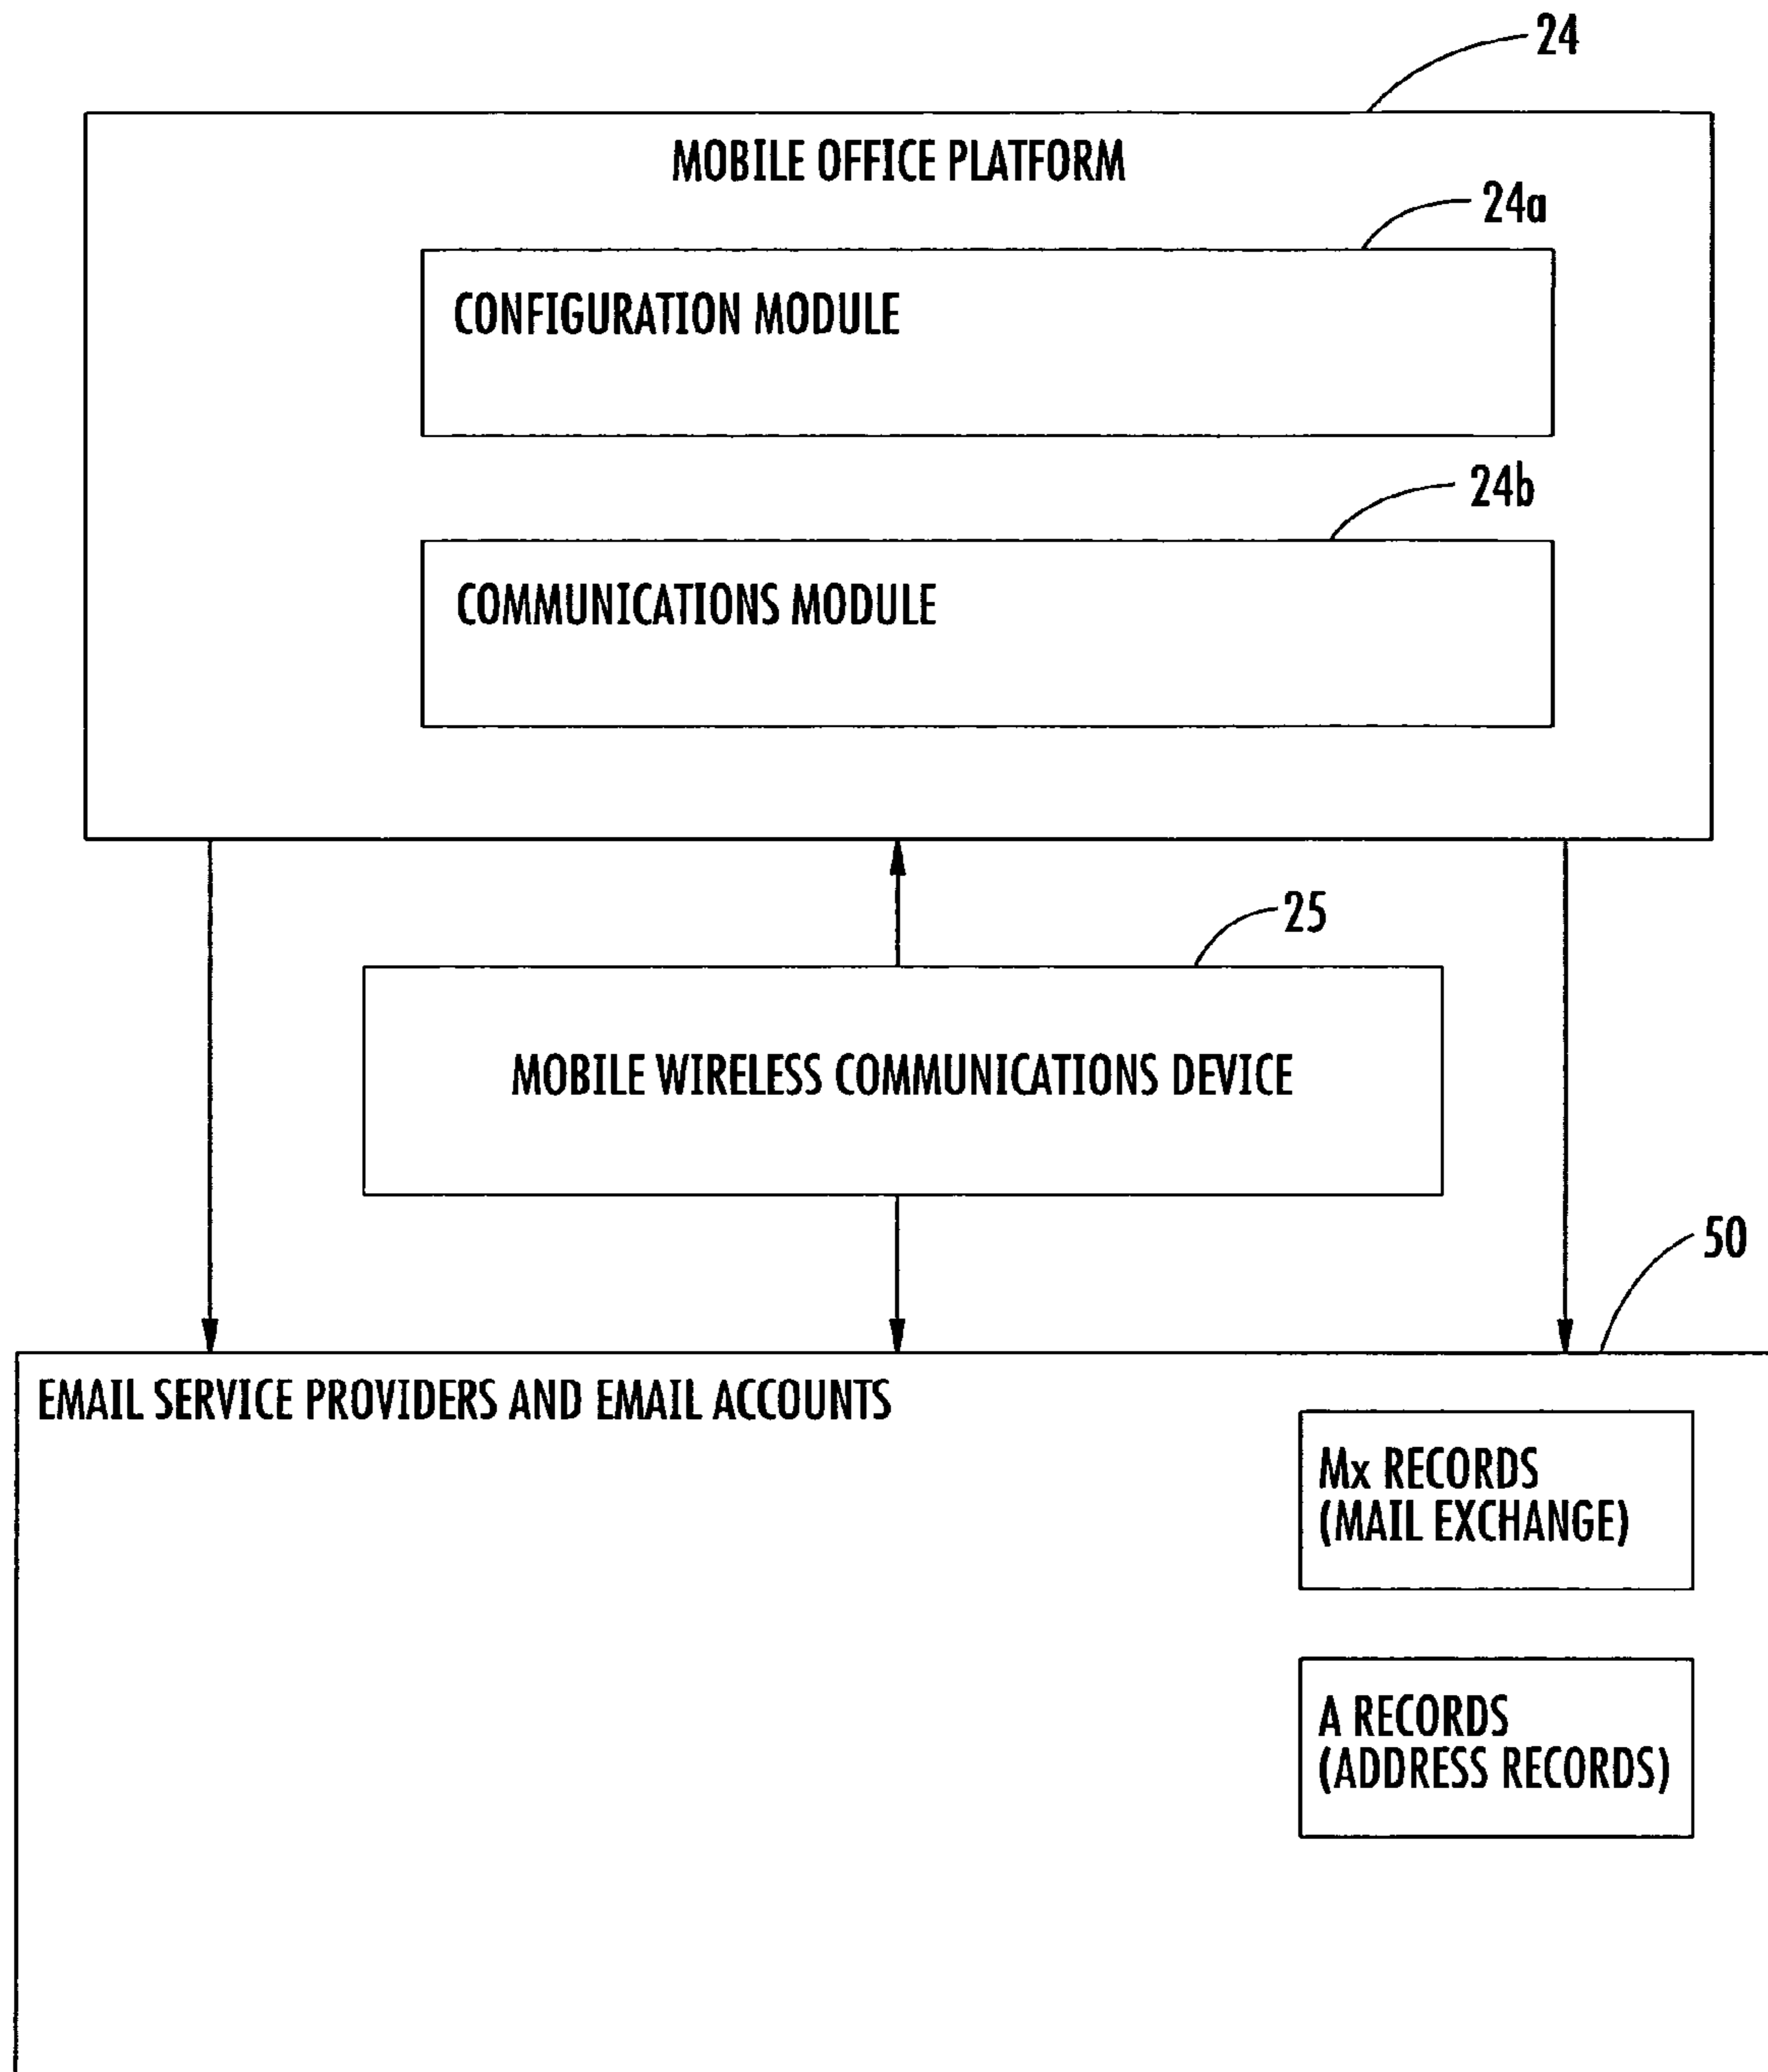 24
MOBILE OFFICE PLATFORM
24a
CONFIGURATION MODULE
24b
COMMUNICATIONS MODULE
25
MOBILE WIRELESS COMMUNICATIONS DEVICE
50
EMAIL SERVICE PROVIDERS AND EMAIL ACCOUNTS
Mx RECORDS
(MAIL EXCHANGE)
A RECORDS
(ADDRESS RECORDS)